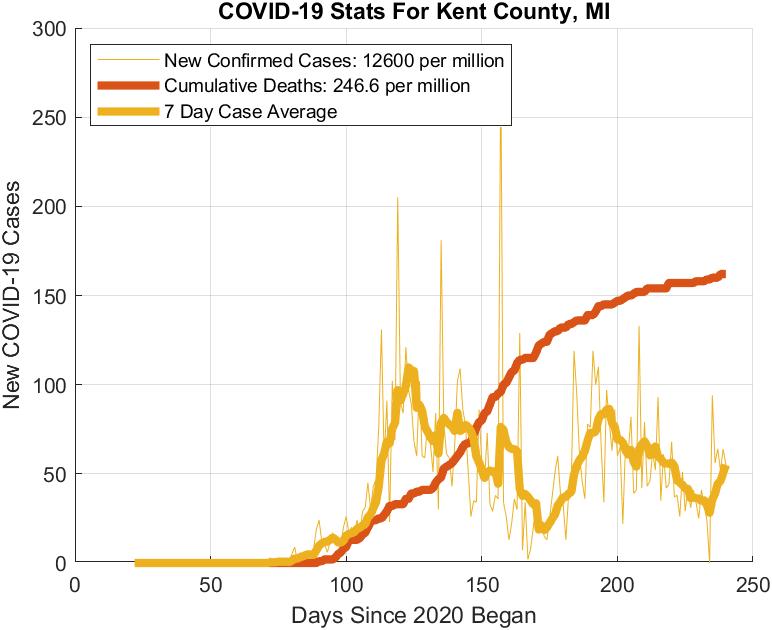 COVID-19 Stats For Kent County, MI
New Confirmed Cases: 12600 per million
Cumulative Deaths: 246.6 per million
7 Day Case Average
New COVID-19 Cases
300
250
200
150
100
50
0
0 50 100 150 200 250
Days Since 2020 Began